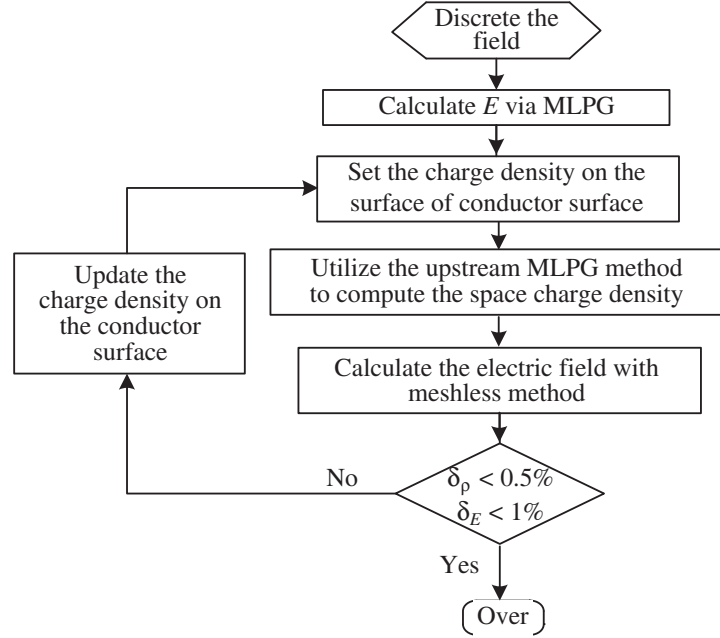 Discrete the
field
Calculate E via MLPG
Set the charge density on the
surface of conductor surface
Utilize the upstream MLPG method
to compute the space charge density
Update the
charge density on
the conductor
surface
Calculate the electric field with
meshless method
No
δρ < 0.5%
δE < 1%
Yes
Over